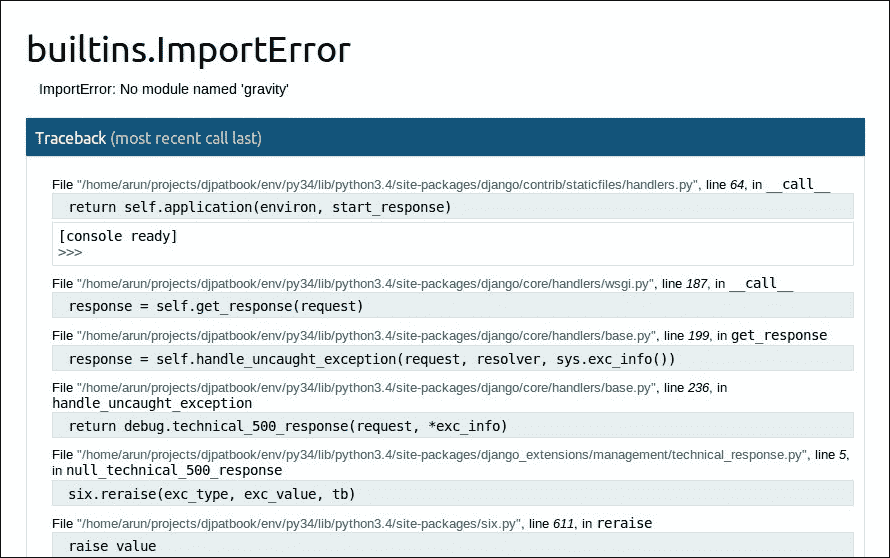 builtins.ImportError
ImportError: No module named 'gravity'
Traceback (most recent call last)
File "/home/arun/projects/djpatbook/env/py34/lib/python3.4/site-packages/django/contrib/staticfiles/handlers.py", line 64, in __call__
return self.application(environ, start_response)
[console ready]
>>>
File "/home/arun/projects/djpatbook/env/py34/lib/python3.4/site-packages/django/core/handlers/wsgi.py", line 187, in __call__
response = self.get_response(request)
File "/home/arun/projects/djpatbook/env/py34/lib/python3.4/site-packages/django/core/handlers/base.py", line 199, in get_response
response = self.handle_uncaught_exception(request, resolver, sys.exc_info())
File "/home/arun/projects/djpatbook/env/py34/lib/python3.4/site-packages/django/core/handlers/base.py", line 236, in
handle_uncaught_exception
return debug.technical_500_response(request, *exc_info)
File "/home/arun/projects/djpatbook/env/py34/lib/python3.4/site-packages/django_extensions/management/technical_response.py", line 5,
in null_technical_500_response
six.reraise(exc_type, exc_value, tb)
File "/home/arun/projects/djpatbook/env/py34/lib/python3.4/site-packages/six.py", line 611, in reraise
raise value